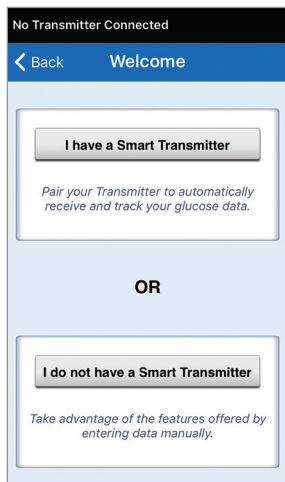 No Transmitter Connected
Back Welcome
I have a Smart Transmitter
Pair your Transmitter to automatically
receive and track your glucose data.
OR
I do not have a Smart Transmitter
Take advantage of the features offered by
entering data manually.